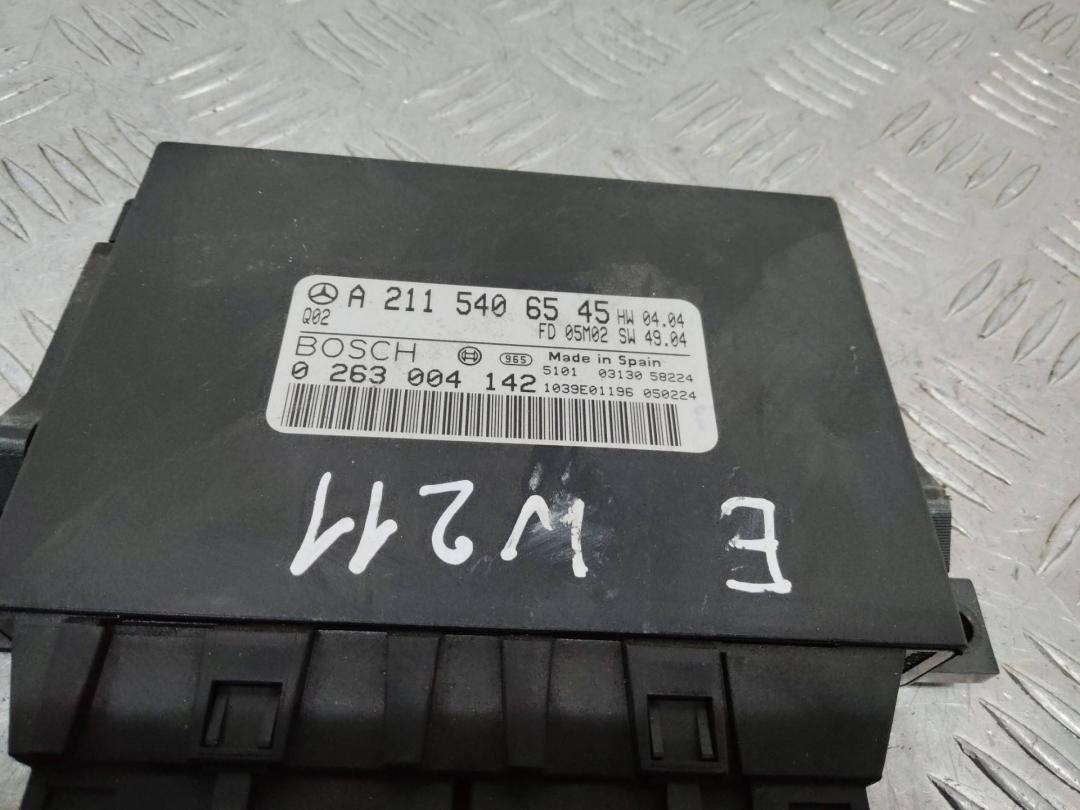 A 211 540 65 45 HW 04.04
Q02 FD 05M02 SW 49.04
BOSCH 965 Made in Spain
5101 03130 58224
0 263 004 142 1039E01196 050224
E W211